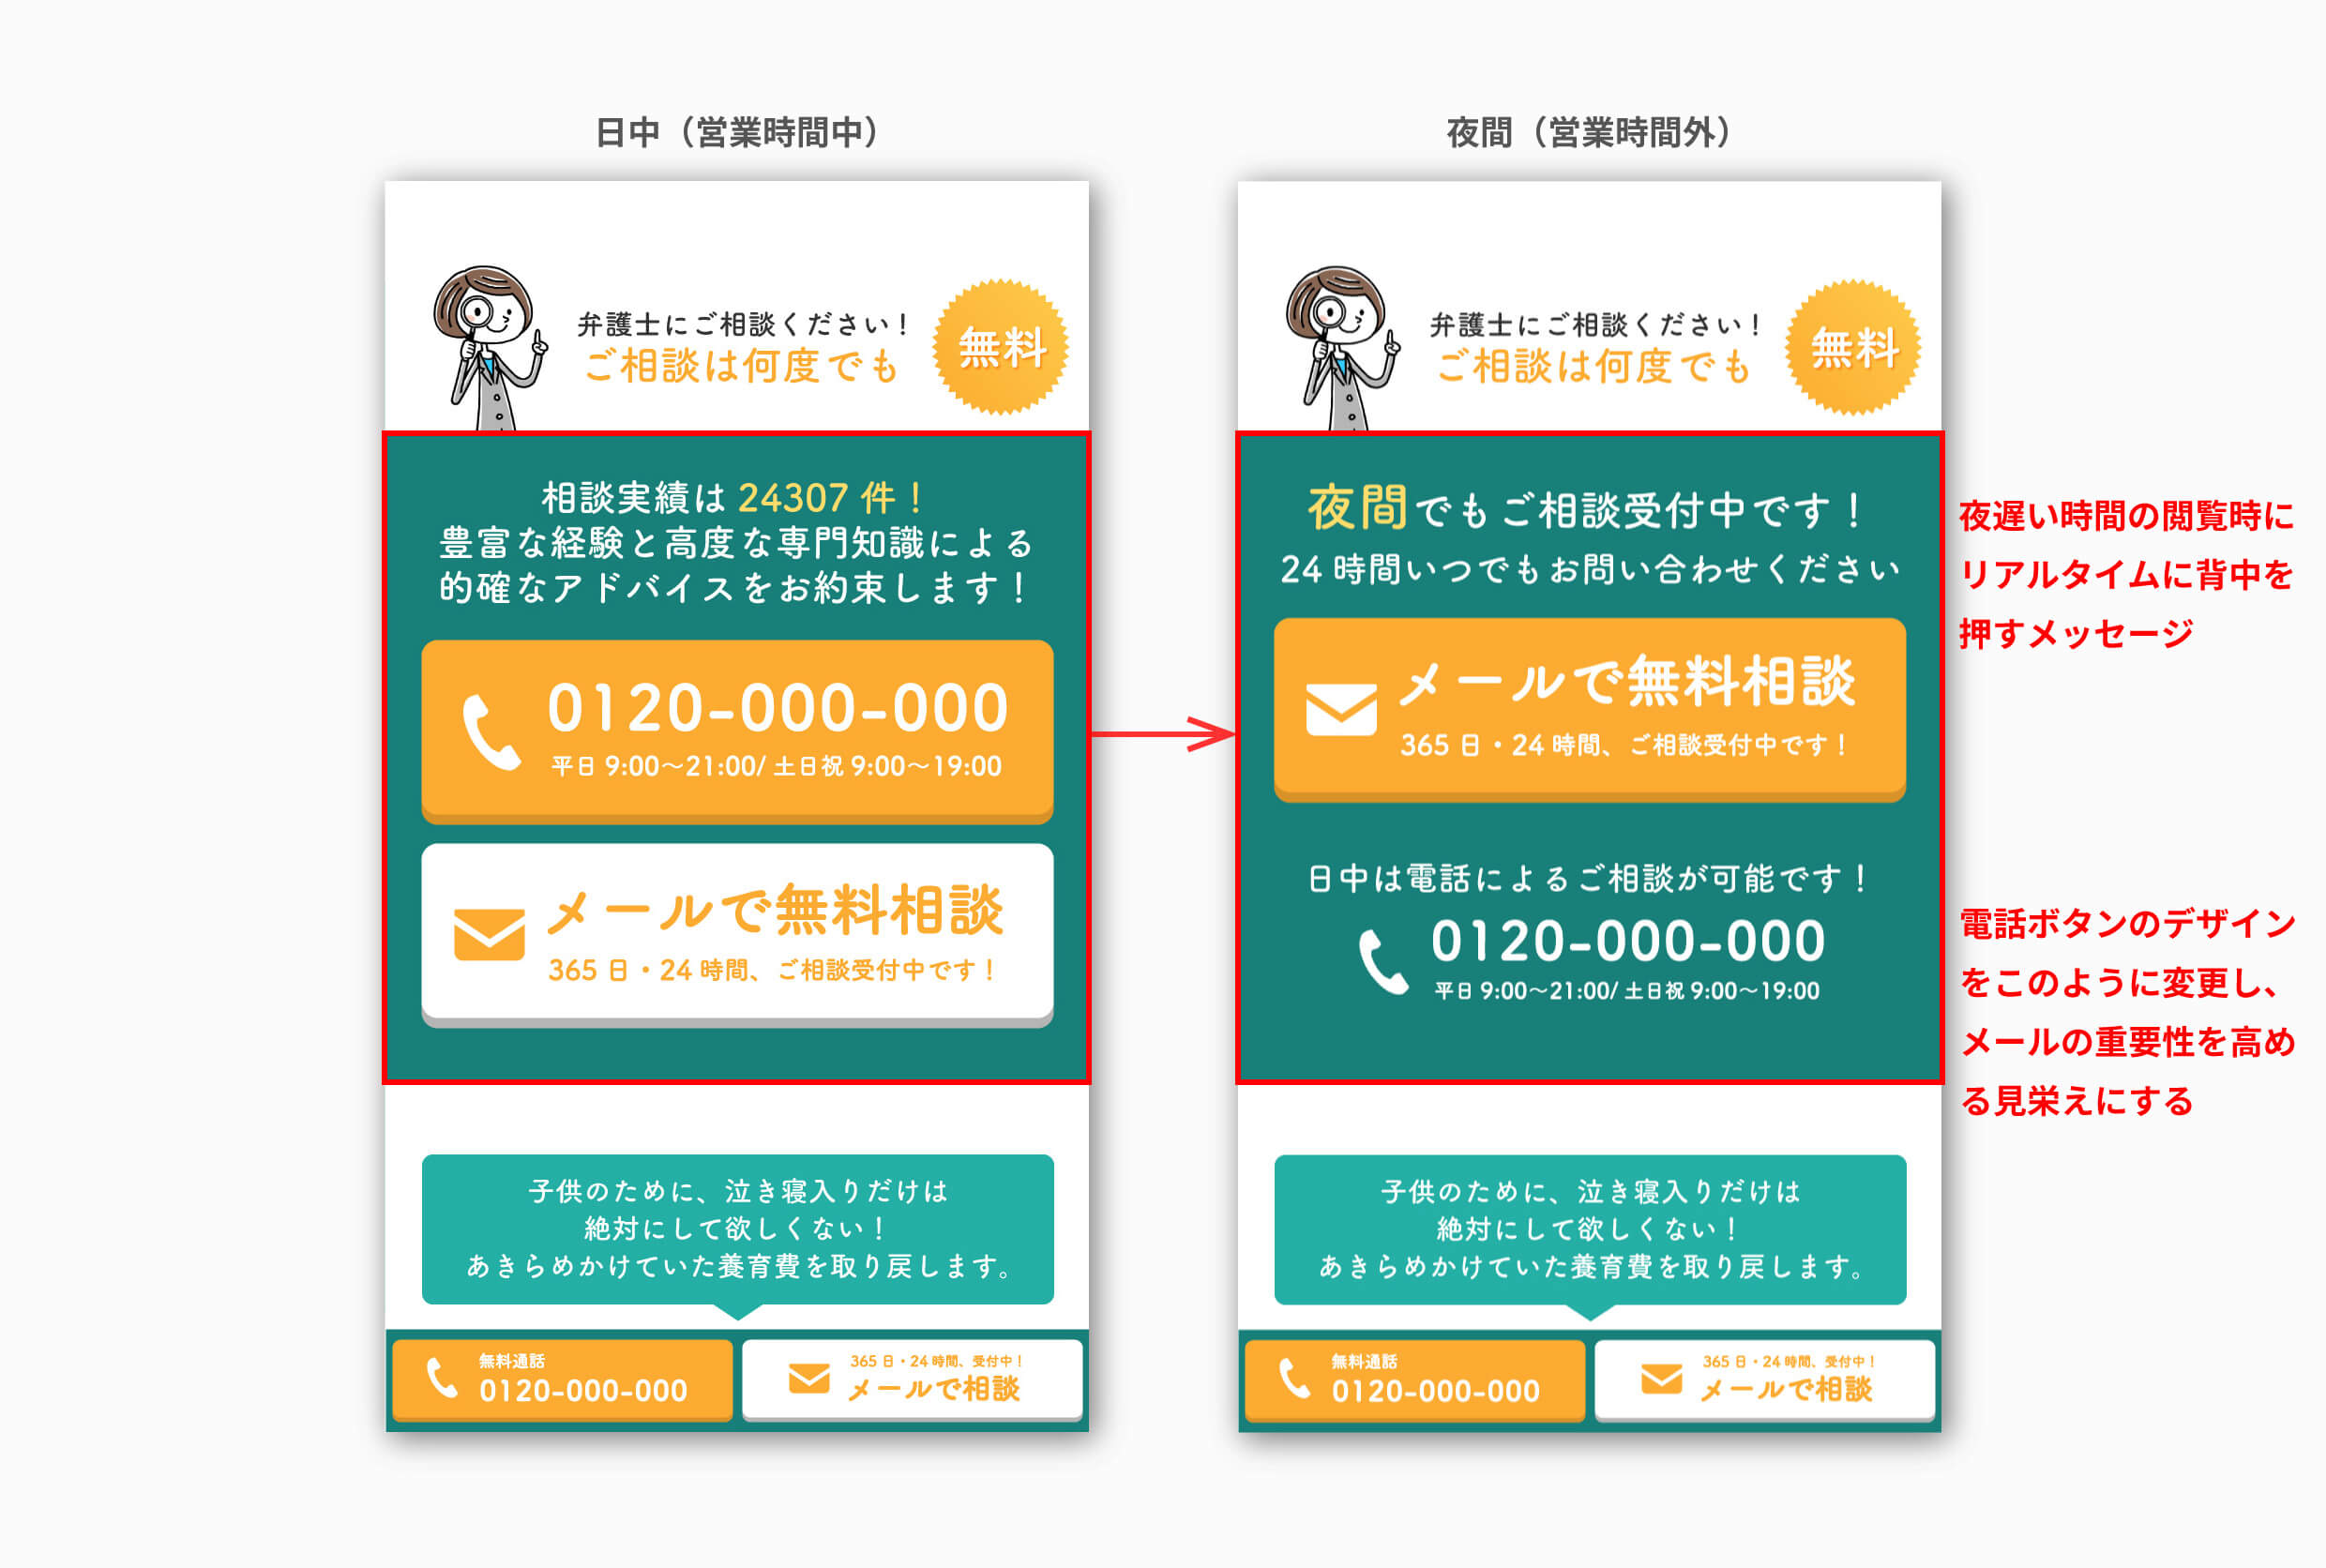 日中（営業時間中）
弁護士にご相談ください！
ご相談は何度でも
無料
相談実績は 24307 件！
豊富な経験と高度な専門知識による
的確なアドバイスをお約束します！
0120-000-000
平日 9:00〜21:00/ 土日祝 9:00〜19:00
メールで無料相談
365 日・24 時間、ご相談受付中です！
子供のために、泣き寝入りだけは
絶対にして欲しくない！
あきらめかけていた養育費を取り戻します。
無料通話
0120-000-000
365 日・24 時間、受付中！
メールで相談
夜間（営業時間外）
弁護士にご相談ください！
ご相談は何度でも
無料
夜間でもご相談受付中です！
24 時間いつでもお問い合わせください
メールで無料相談
365 日・24 時間、ご相談受付中です！
日中は電話によるご相談が可能です！
0120-000-000
平日 9:00〜21:00/ 土日祝 9:00〜19:00
子供のために、泣き寝入りだけは
絶対にして欲しくない！
あきらめかけていた養育費を取り戻します。
無料通話
0120-000-000
365 日・24 時間、受付中！
メールで相談
夜遅い時間の閲覧時に
リアルタイムに背中を
押すメッセージ
電話ボタンのデザイン
をこのように変更し、
メールの重要性を高め
る見栄えにする